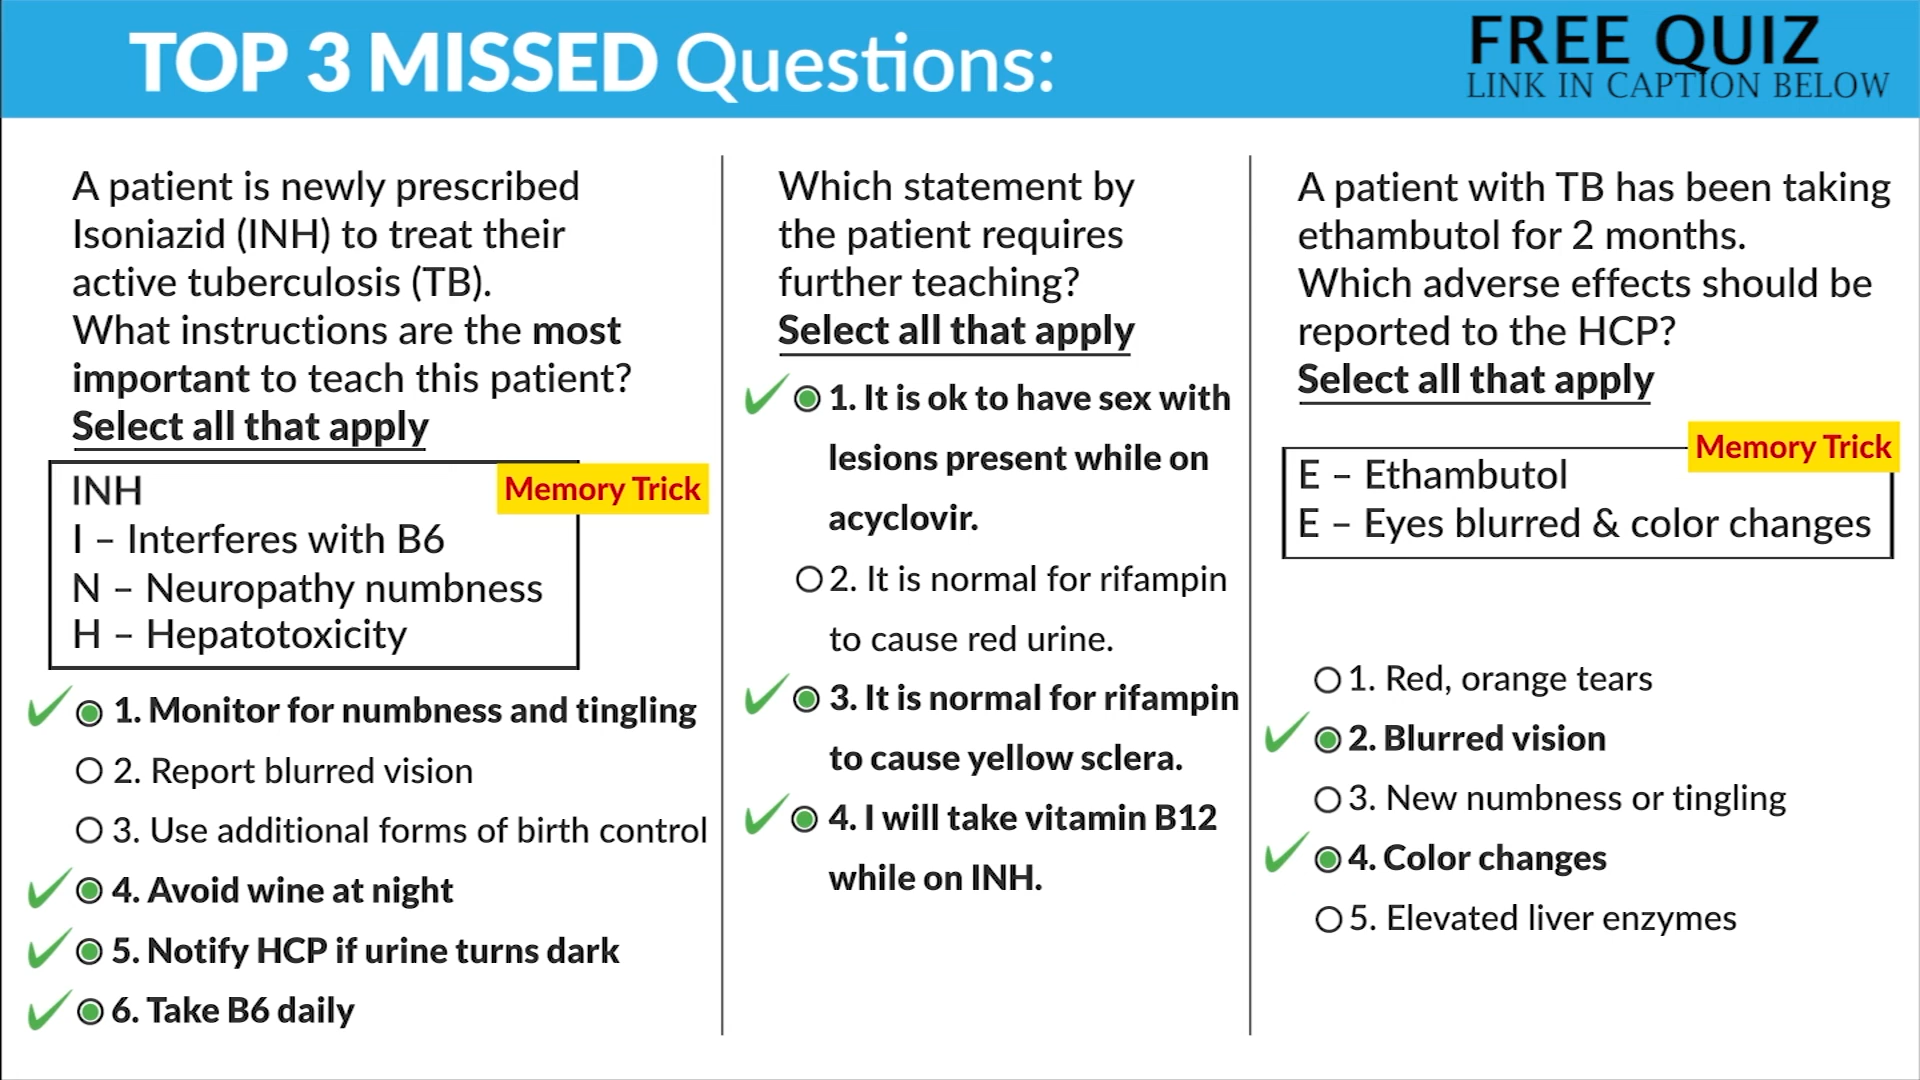 TOP 3 MISSED Questions:
FREE QUIZ
LINK IN CAPTION BELOW
A patient is newly prescribed
Isoniazid (INH) to treat their
active tuberculosis (TB).
What instructions are the most
important to teach this patient?
Select all that apply
Memory Trick
INH
I – Interferes with B6
N – Neuropathy numbness
H – Hepatotoxicity
1. Monitor for numbness and tingling
2. Report blurred vision
3. Use additional forms of birth control
4. Avoid wine at night
5. Notify HCP if urine turns dark
6. Take B6 daily
Which statement by
the patient requires
further teaching?
Select all that apply
1. It is ok to have sex with
lesions present while on
acyclovir.
2. It is normal for rifampin
to cause red urine.
3. It is normal for rifampin
to cause yellow sclera.
4. I will take vitamin B12
while on INH.
A patient with TB has been taking
ethambutol for 2 months.
Which adverse effects should be
reported to the HCP?
Select all that apply
Memory Trick
E – Ethambutol
E – Eyes blurred & color changes
1. Red, orange tears
2. Blurred vision
3. New numbness or tingling
4. Color changes
5. Elevated liver enzymes